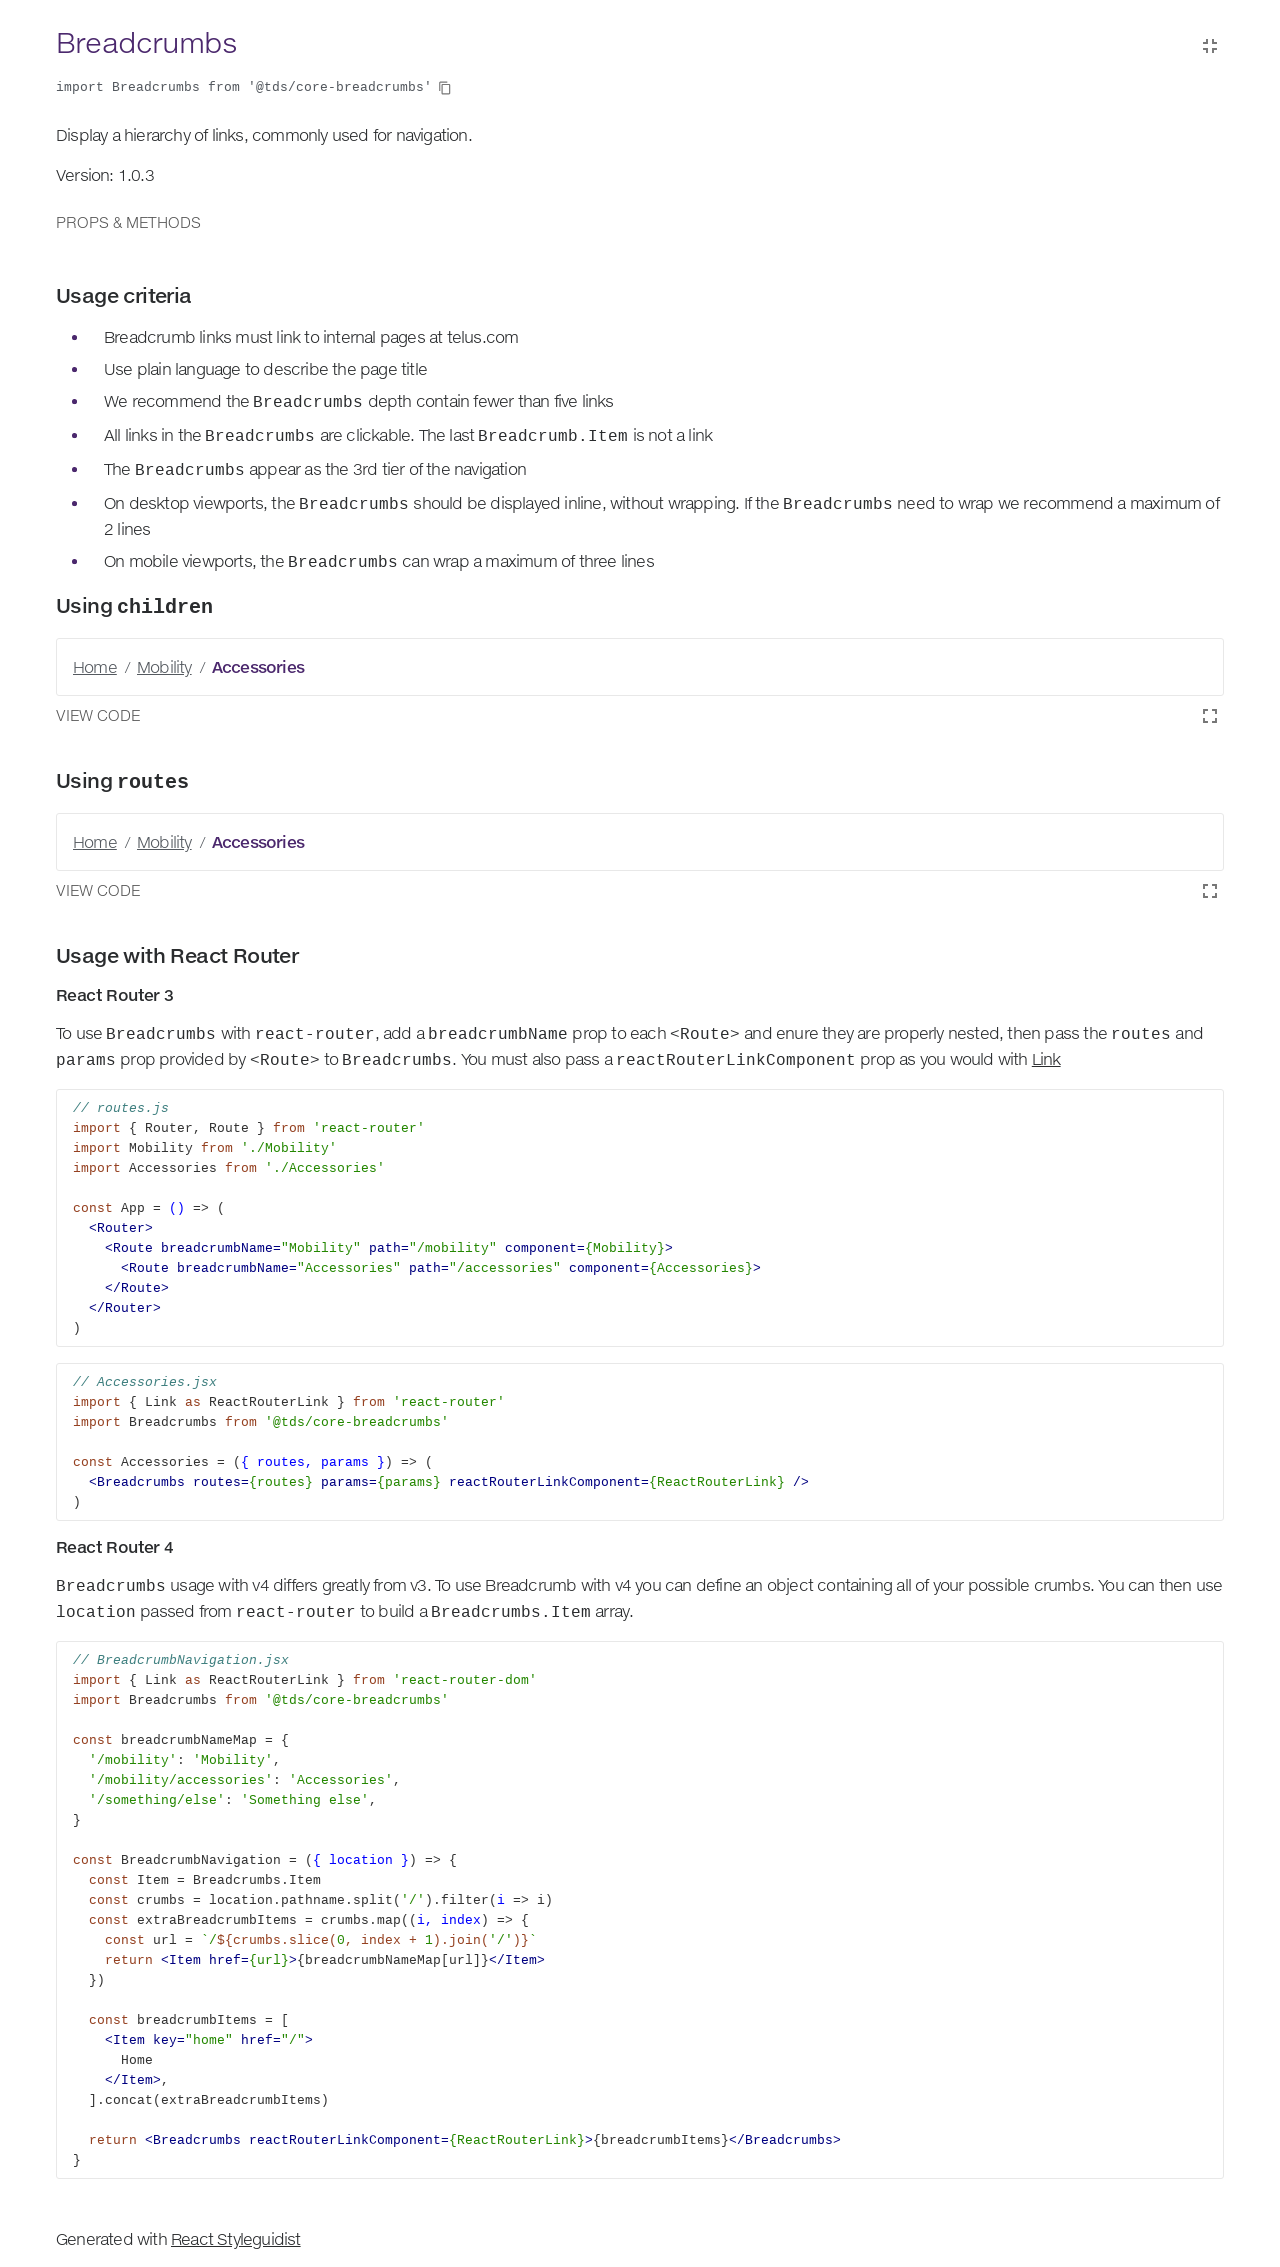 Breadcrumbs
import Breadcrumbs from '@tds/core-breadcrumbs'
Display a hierarchy of links, commonly used for navigation.
Version: 1.0.3
PROPS & METHODS
Usage criteria
• Breadcrumb links must link to internal pages at telus.com
• Use plain language to describe the page title
• We recommend the Breadcrumbs depth contain fewer than five links
• All links in the Breadcrumbs are clickable. The last Breadcrumb.Item is not a link
• The Breadcrumbs appear as the 3rd tier of the navigation
• On desktop viewports, the Breadcrumbs should be displayed inline, without wrapping. If the Breadcrumbs need to wrap we recommend a maximum of
2 lines
• On mobile viewports, the Breadcrumbs can wrap a maximum of three lines
Using children
Home / Mobility / Accessories
VIEW CODE
Using routes
Home / Mobility / Accessories
VIEW CODE
Usage with React Router
React Router 3
To use Breadcrumbs with react-router, add a breadcrumbName prop to each <Route> and enure they are properly nested, then pass the routes and
params prop provided by <Route> to Breadcrumbs. You must also pass a reactRouterLinkComponent prop as you would with Link
// routes.js
import { Router, Route } from 'react-router'
import Mobility from './Mobility'
import Accessories from './Accessories'
const App = () => (
  <Router>
    <Route breadcrumbName="Mobility" path="/mobility" component={Mobility}>
      <Route breadcrumbName="Accessories" path="/accessories" component={Accessories}>
    </Route>
  </Router>
)
// Accessories.jsx
import { Link as ReactRouterLink } from 'react-router'
import Breadcrumbs from '@tds/core-breadcrumbs'
const Accessories = ({ routes, params }) => (
  <Breadcrumbs routes={routes} params={params} reactRouterLinkComponent={ReactRouterLink} />
)
React Router 4
Breadcrumbs usage with v4 differs greatly from v3. To use Breadcrumb with v4 you can define an object containing all of your possible crumbs. You can then use
location passed from react-router to build a Breadcrumbs.Item array.
// BreadcrumbNavigation.jsx
import { Link as ReactRouterLink } from 'react-router-dom'
import Breadcrumbs from '@tds/core-breadcrumbs'
const breadcrumbNameMap = {
  '/mobility': 'Mobility',
  '/mobility/accessories': 'Accessories',
  '/something/else': 'Something else',
}
const BreadcrumbNavigation = ({ location }) => {
  const Item = Breadcrumbs.Item
  const crumbs = location.pathname.split('/').filter(i => i)
  const extraBreadcrumbItems = crumbs.map((i, index) => {
    const url = `/${crumbs.slice(0, index + 1).join('/')}`
    return <Item href={url}>{breadcrumbNameMap[url]}</Item>
  })
  const breadcrumbItems = [
    <Item key="home" href="/">
      Home
    </Item>,
  ].concat(extraBreadcrumbItems)
  return <Breadcrumbs reactRouterLinkComponent={ReactRouterLink}>{breadcrumbItems}</Breadcrumbs>
}
Generated with React Styleguidist